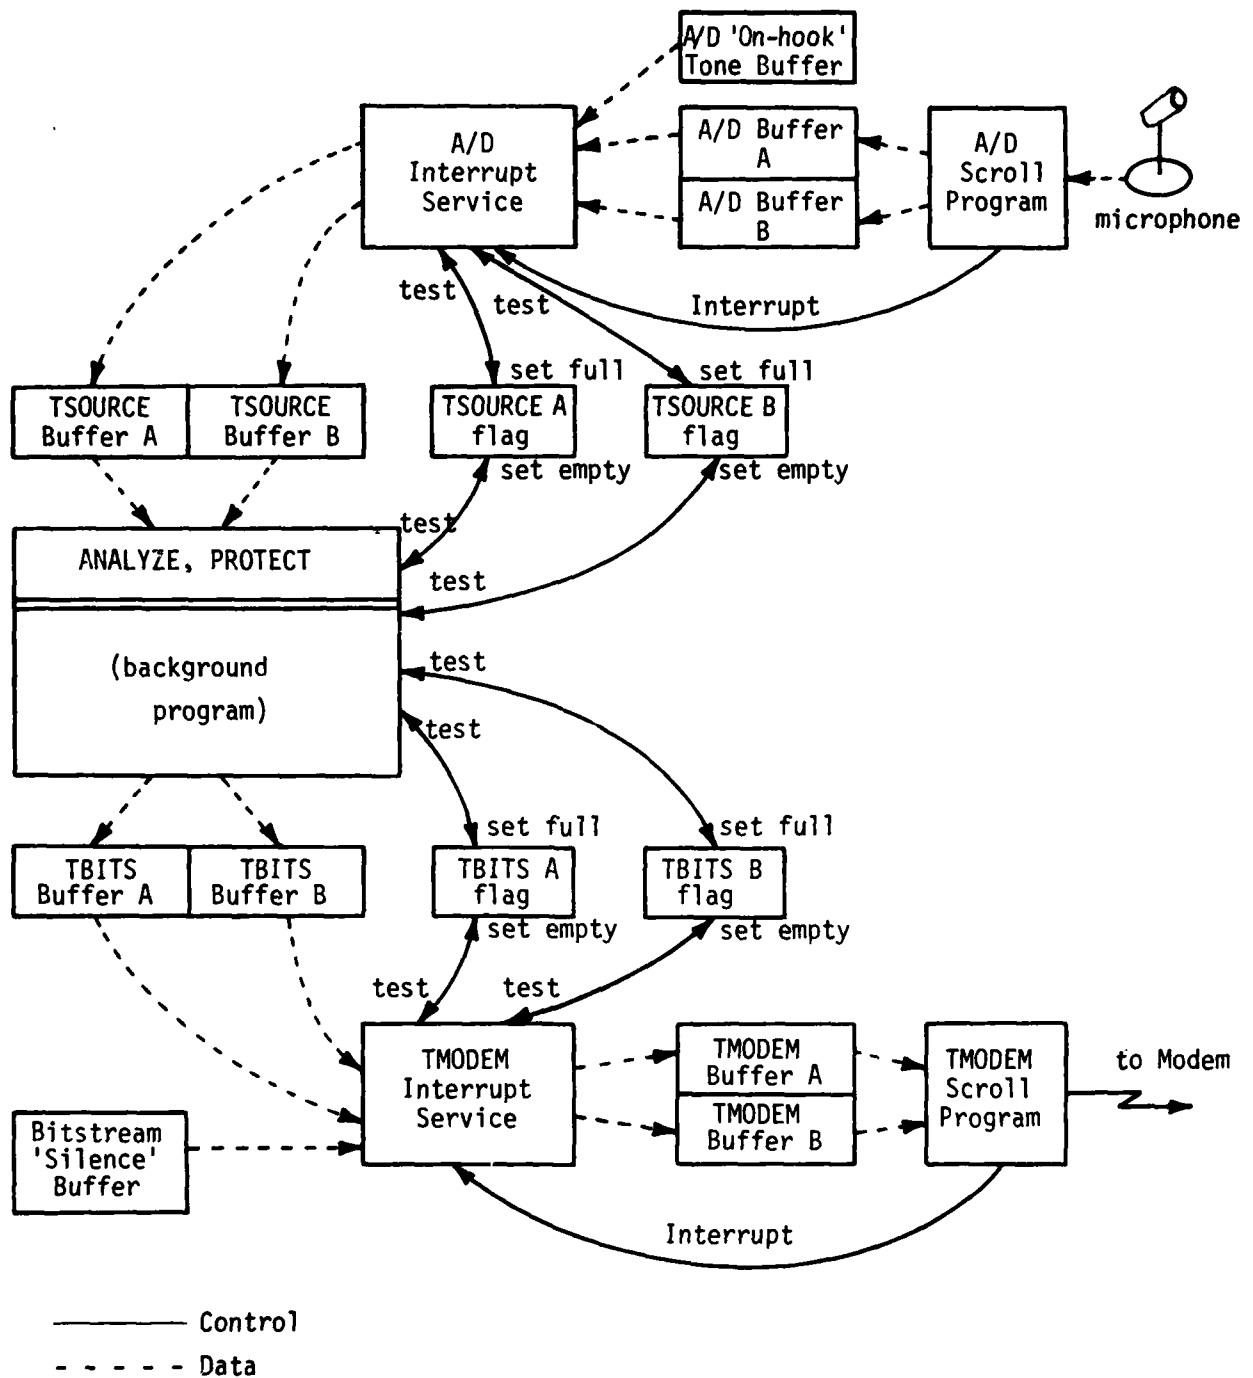 A/D 'On-hook'
Tone Buffer
A/D
Interrupt
Service
A/D Buffer
A
A/D Buffer
B
A/D
Scroll
Program
microphone
test
test
Interrupt
set full
set full
TSOURCE
Buffer A
TSOURCE
Buffer B
TSOURCE A
flag
TSOURCE B
flag
set empty
set empty
test
ANALYZE, PROTECT
test
(background
program)
test
test
set full
set full
TBITS
Buffer A
TBITS
Buffer B
TBITS A
flag
TBITS B
flag
set empty
set empty
test
test
TMODEM
Interrupt
Service
TMODEM
Buffer A
TMODEM
Buffer B
TMODEM
Scroll
Program
to Modem
Bitstream
'Silence'
Buffer
Interrupt
Control
Data